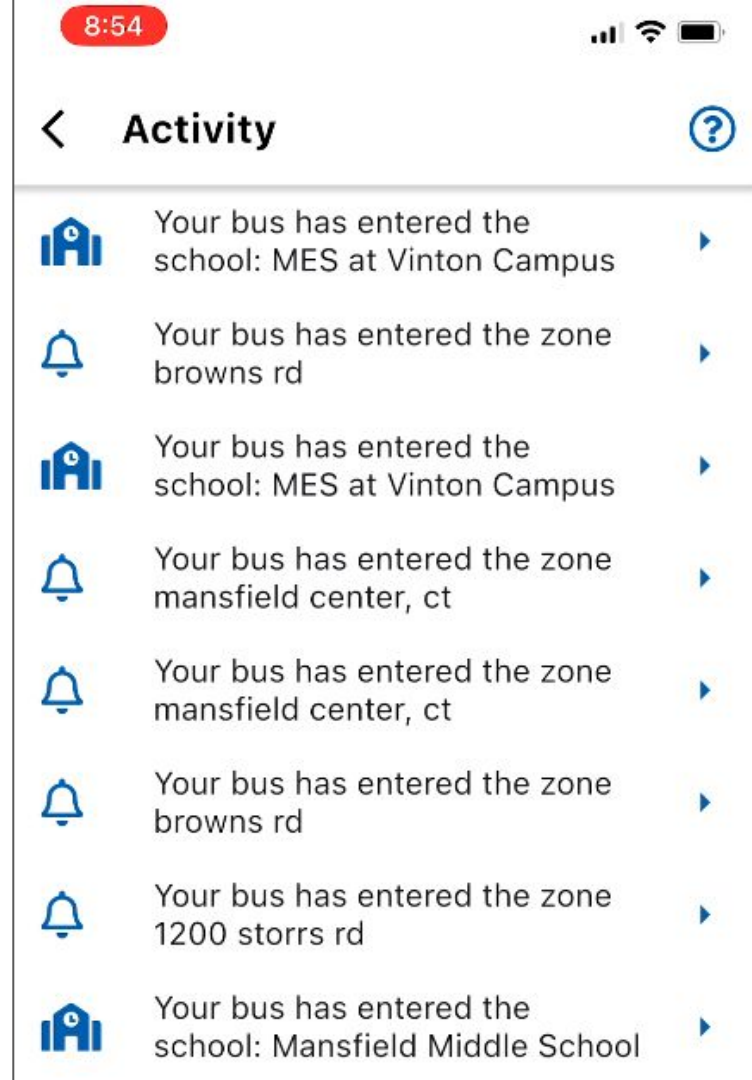 8:54
Activity
Your bus has entered the
school: MES at Vinton Campus
Your bus has entered the zone
browns rd
Your bus has entered the
school: MES at Vinton Campus
Your bus has entered the zone
mansfield center, ct
Your bus has entered the zone
mansfield center, ct
Your bus has entered the zone
browns rd
Your bus has entered the zone
1200 storrs rd
Your bus has entered the
school: Mansfield Middle School